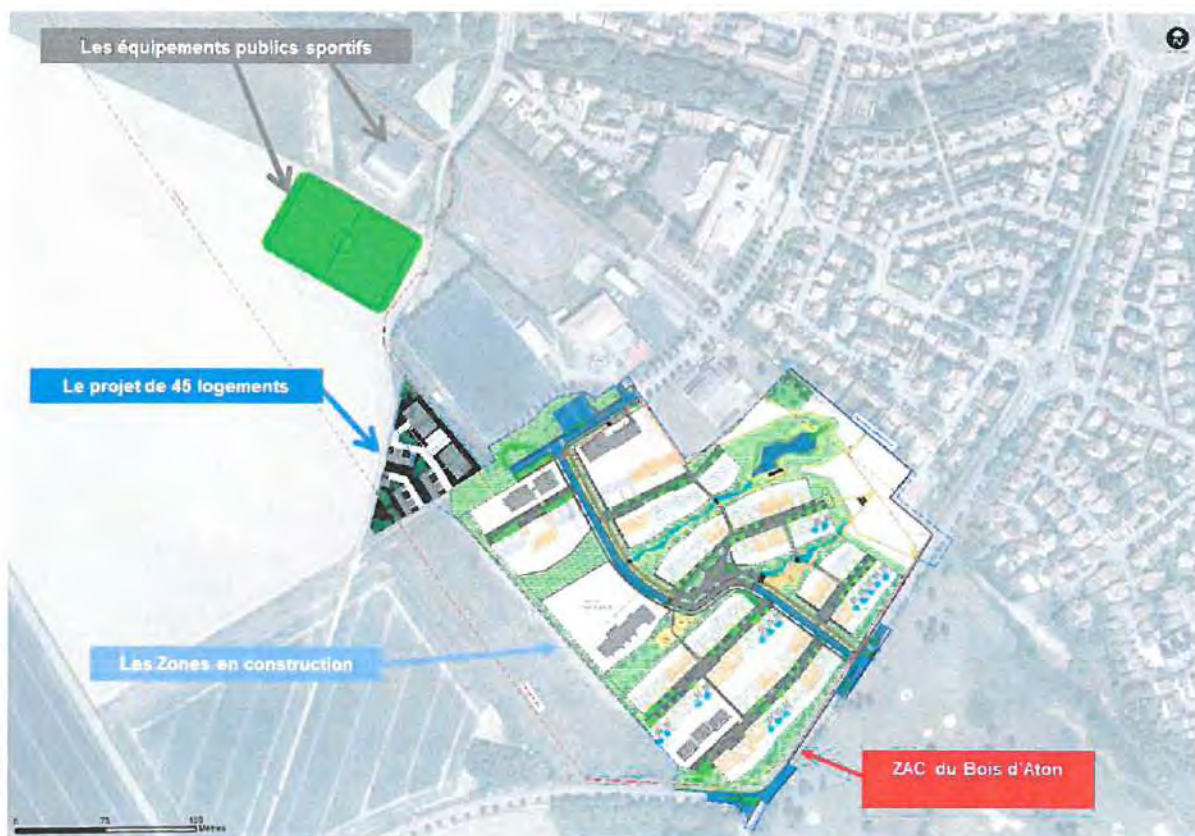 Les équipements publics sportifs
Le projet de 45 logements
Les Zones en construction
ZAC du Bois d'Aton
0 75 150
Mètres